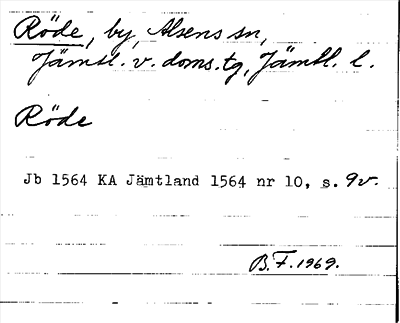 Röde, by, Alsens sn,
Jämtl. v. doms.tg, Jämtl. l.
Röde
Jb 1564 KA Jämtland 1564 nr 10, s. 9v.
B.F. 1969.